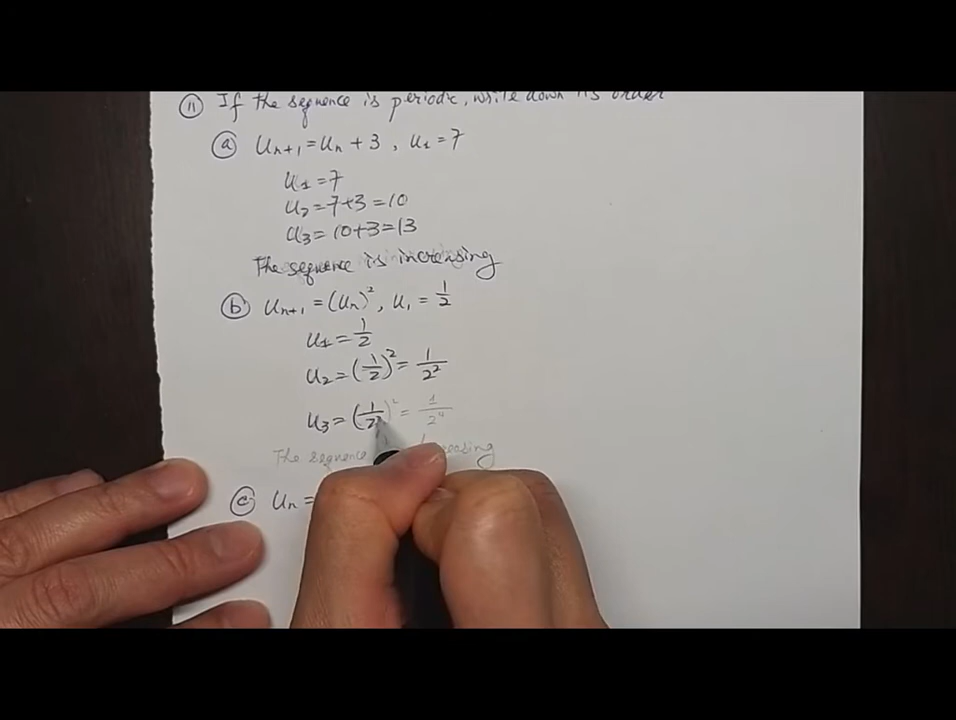 (ii) If the sequence is periodic, write down its order
(a) Uₙ₊₁ = Uₙ + 3 , U₁ = 7
U₁ = 7
U₂ = 7+3 = 10
U₃ = 10+3 = 13
The sequence is increasing
(b) Uₙ₊₁ = (Uₙ)², U₁ = 1/2
U₁ = 1/2
U₂ = (1/2)² = 1/2²
U₃ = (1/2²)² = 1/2⁴
The sequence
(c) Uₙ =